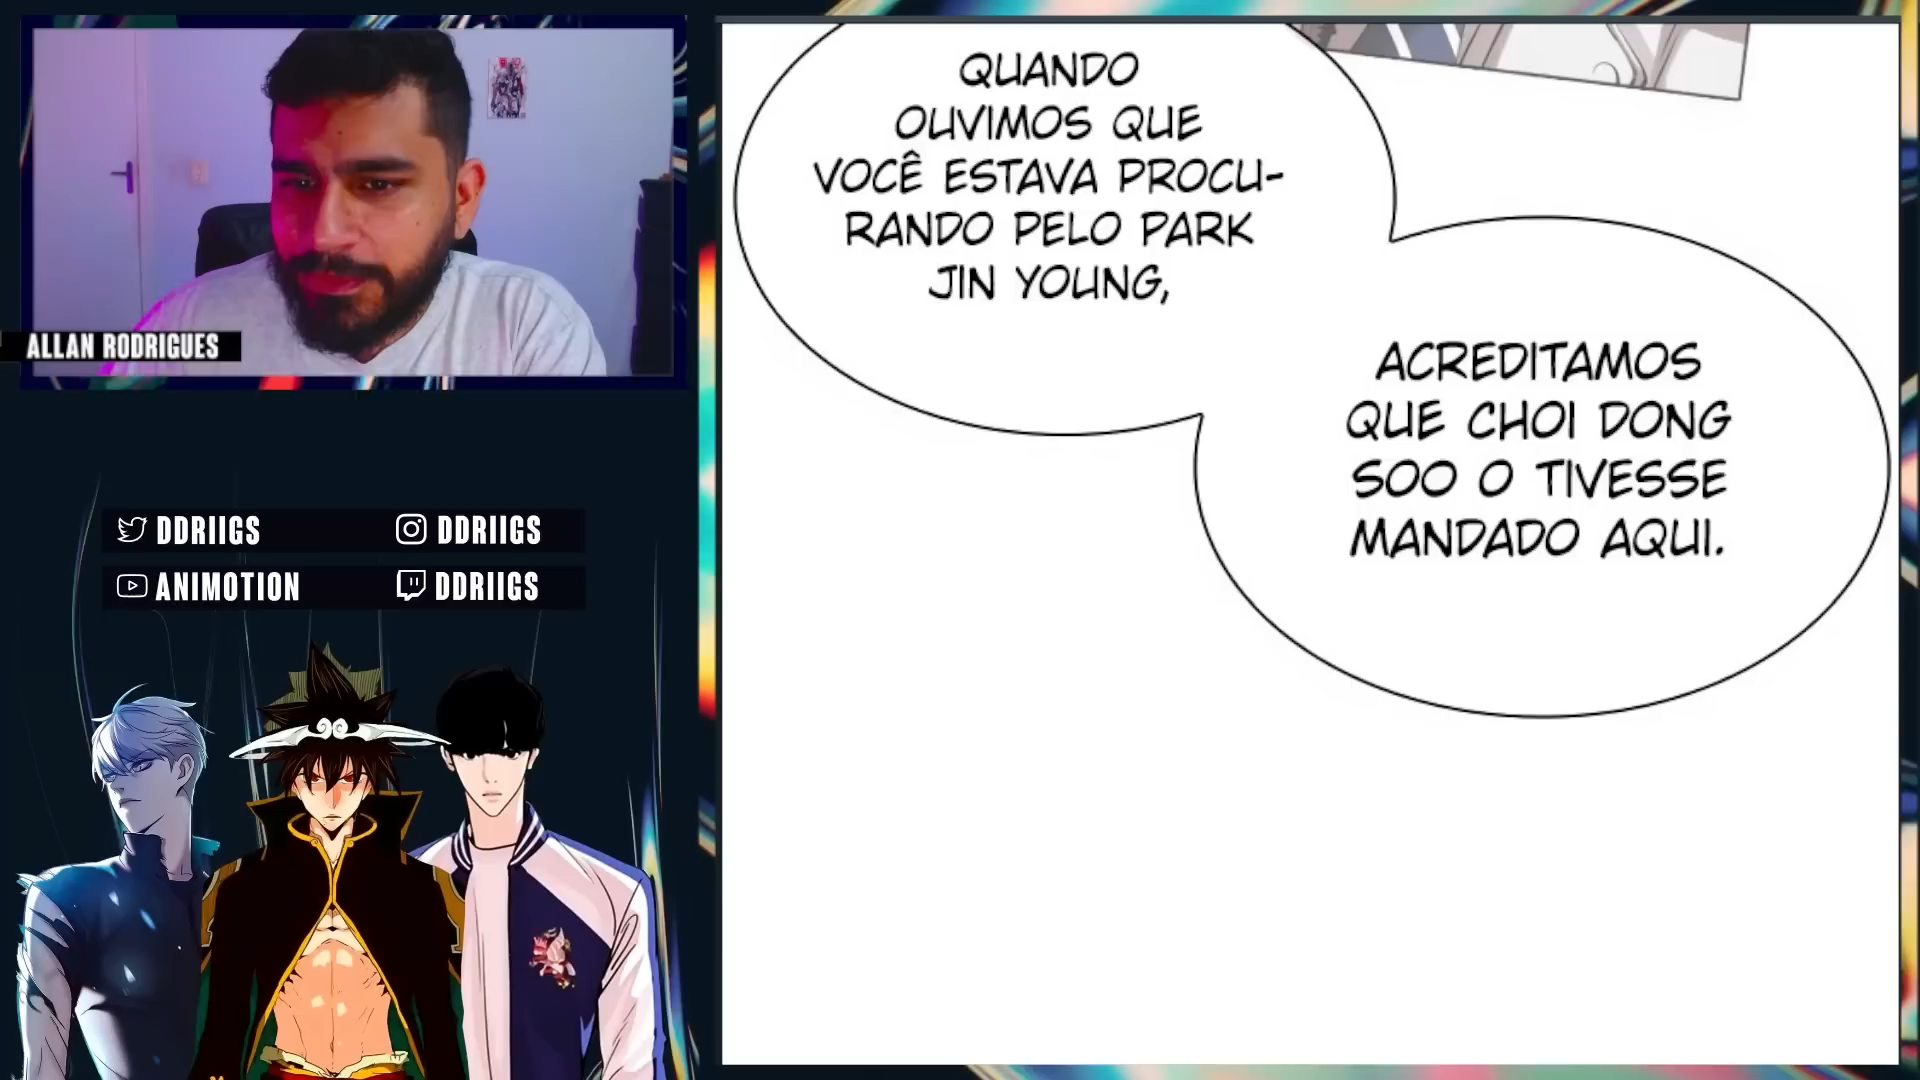 ALLAN RODRIGUES
DDRIIGS
DDRIIGS
ANIMOTION
DDRIIGS
QUANDO
OUVIMOS QUE
VOCÊ ESTAVA PROCU-
RANDO PELO PARK
JIN YOUNG,
ACREDITAMOS
QUE CHOI DONG
SOO O TIVESSE
MANDADO AQUI.